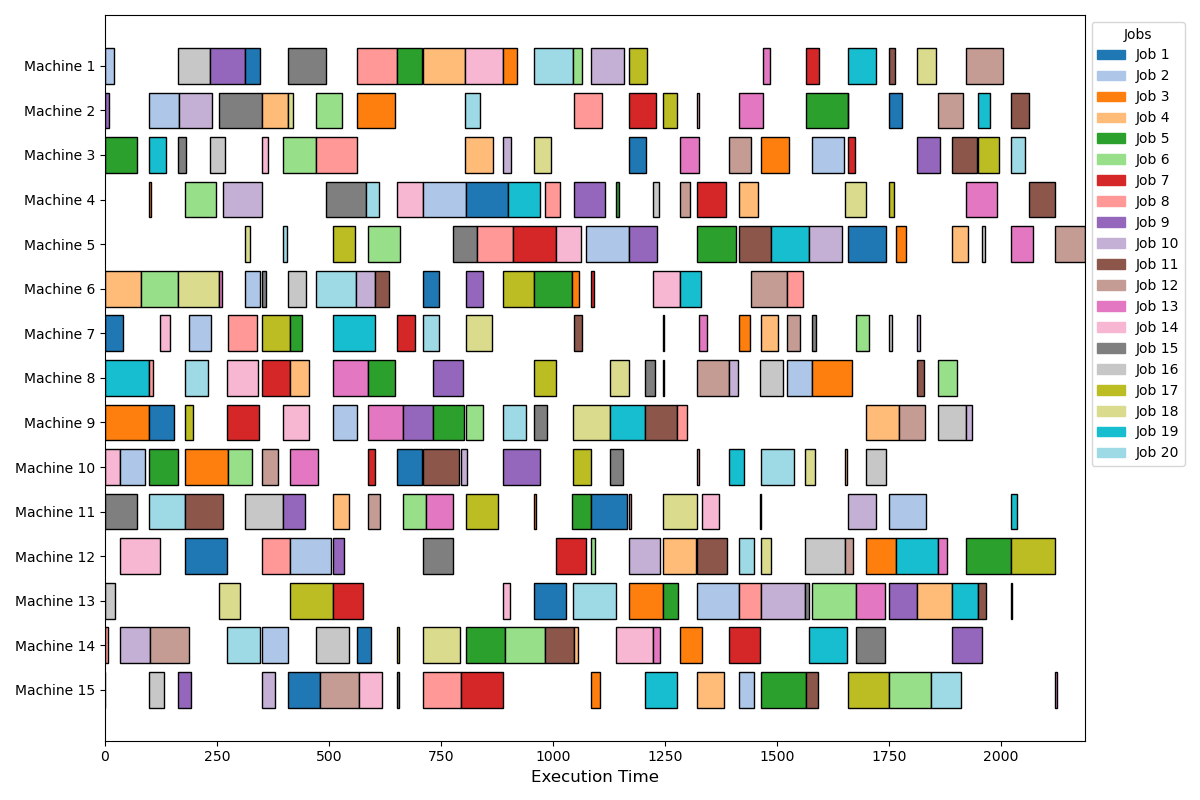 Machine 1
Machine 2
Machine 3
Machine 4
Machine 5
Machine 6
Machine 7
Machine 8
Machine 9
Machine 10
Machine 11
Machine 12
Machine 13
Machine 14
Machine 15
0 250 500 750 1000 1250 1500 1750 2000
Execution Time
Jobs
Job 1
Job 2
Job 3
Job 4
Job 5
Job 6
Job 7
Job 8
Job 9
Job 10
Job 11
Job 12
Job 13
Job 14
Job 15
Job 16
Job 17
Job 18
Job 19
Job 20